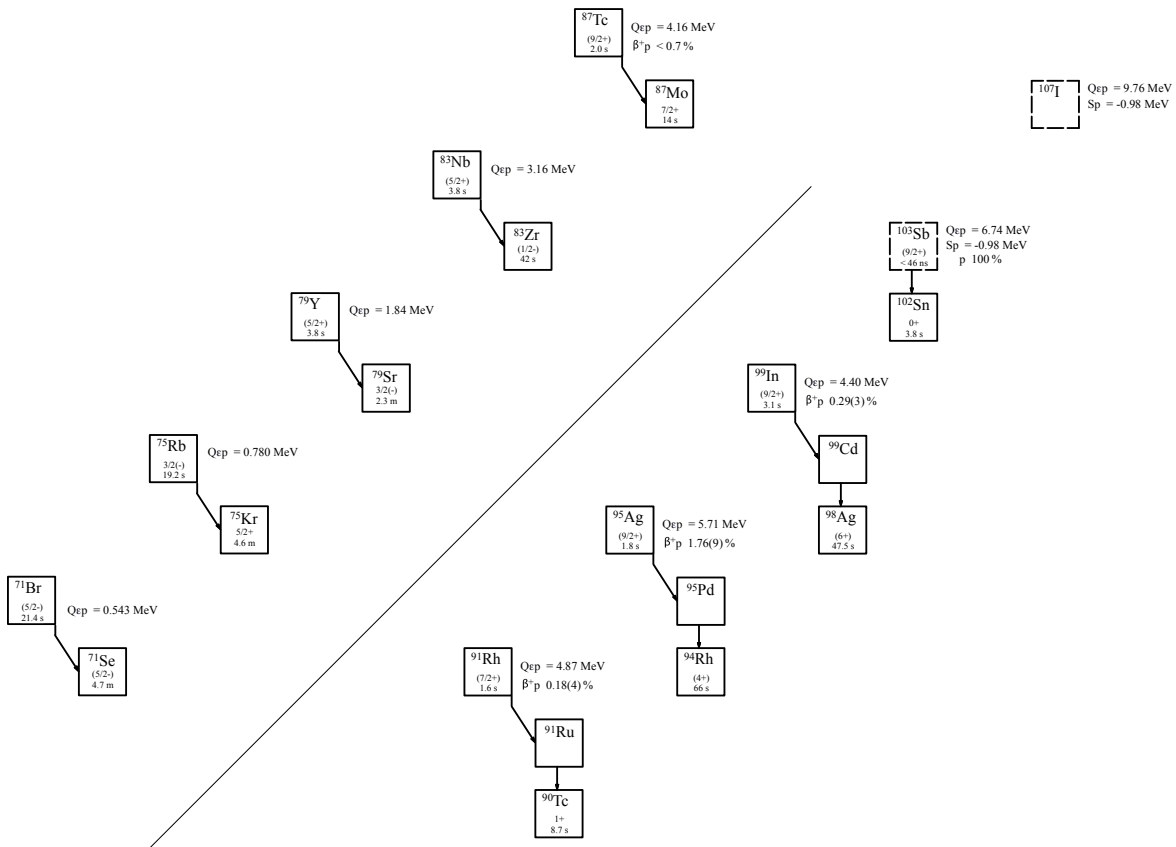 ⁸⁷Tc
(9/2+)
2.0 s
Qεp = 4.16 MeV
β⁺p < 0.7 %
⁸⁷Mo
7/2+
14 s
¹⁰⁷I
Qεp = 9.76 MeV
Sp = -0.98 MeV
⁸³Nb
(5/2+)
3.8 s
Qεp = 3.16 MeV
⁸³Zr
(1/2-)
42 s
¹⁰³Sb
(9/2+)
< 46 ns
Qεp = 6.74 MeV
Sp = -0.98 MeV
p 100 %
¹⁰²Sn
0+
3.8 s
⁷⁹Y
(5/2+)
3.8 s
Qεp = 1.84 MeV
⁷⁹Sr
3/2(-)
2.3 m
⁹⁹In
(9/2+)
3.1 s
Qεp = 4.40 MeV
β⁺p 0.29(3) %
⁹⁹Cd
⁹⁸Ag
(6+)
47.5 s
⁷⁵Rb
3/2(-)
19.2 s
Qεp = 0.780 MeV
⁷⁵Kr
5/2+
4.6 m
⁹⁵Ag
(9/2+)
1.8 s
Qεp = 5.71 MeV
β⁺p 1.76(9) %
⁹⁵Pd
⁹⁴Rh
(4+)
66 s
⁷¹Br
(5/2-)
21.4 s
Qεp = 0.543 MeV
⁷¹Se
(5/2-)
4.7 m
⁹¹Rh
(7/2+)
1.6 s
Qεp = 4.87 MeV
β⁺p 0.18(4) %
⁹¹Ru
⁹⁰Tc
1+
8.7 s